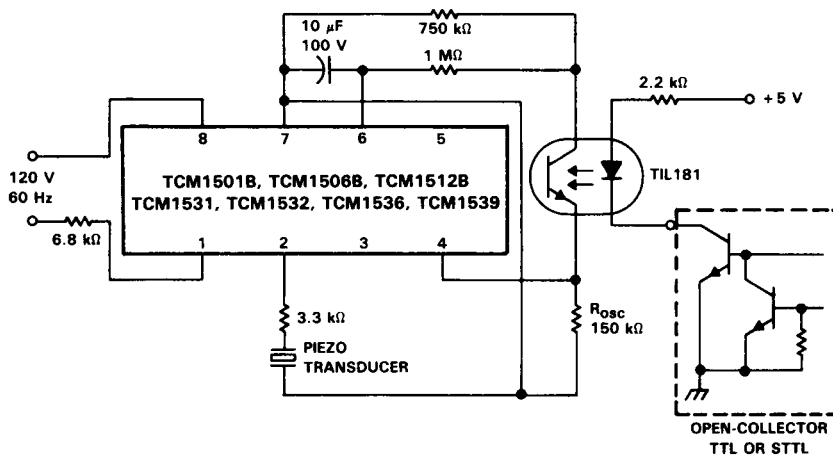 750 kΩ
10 μF
100 V
1 MΩ
2.2 kΩ
+5 V
8 7 6 5
TIL181
120 V
60 Hz
TCM1501B, TCM1506B, TCM1512B
TCM1531, TCM1532, TCM1536, TCM1539
6.8 kΩ
1 2 3 4
3.3 kΩ
Rosc
150 kΩ
PIEZO
TRANSDUCER
OPEN-COLLECTOR
TTL OR STTL